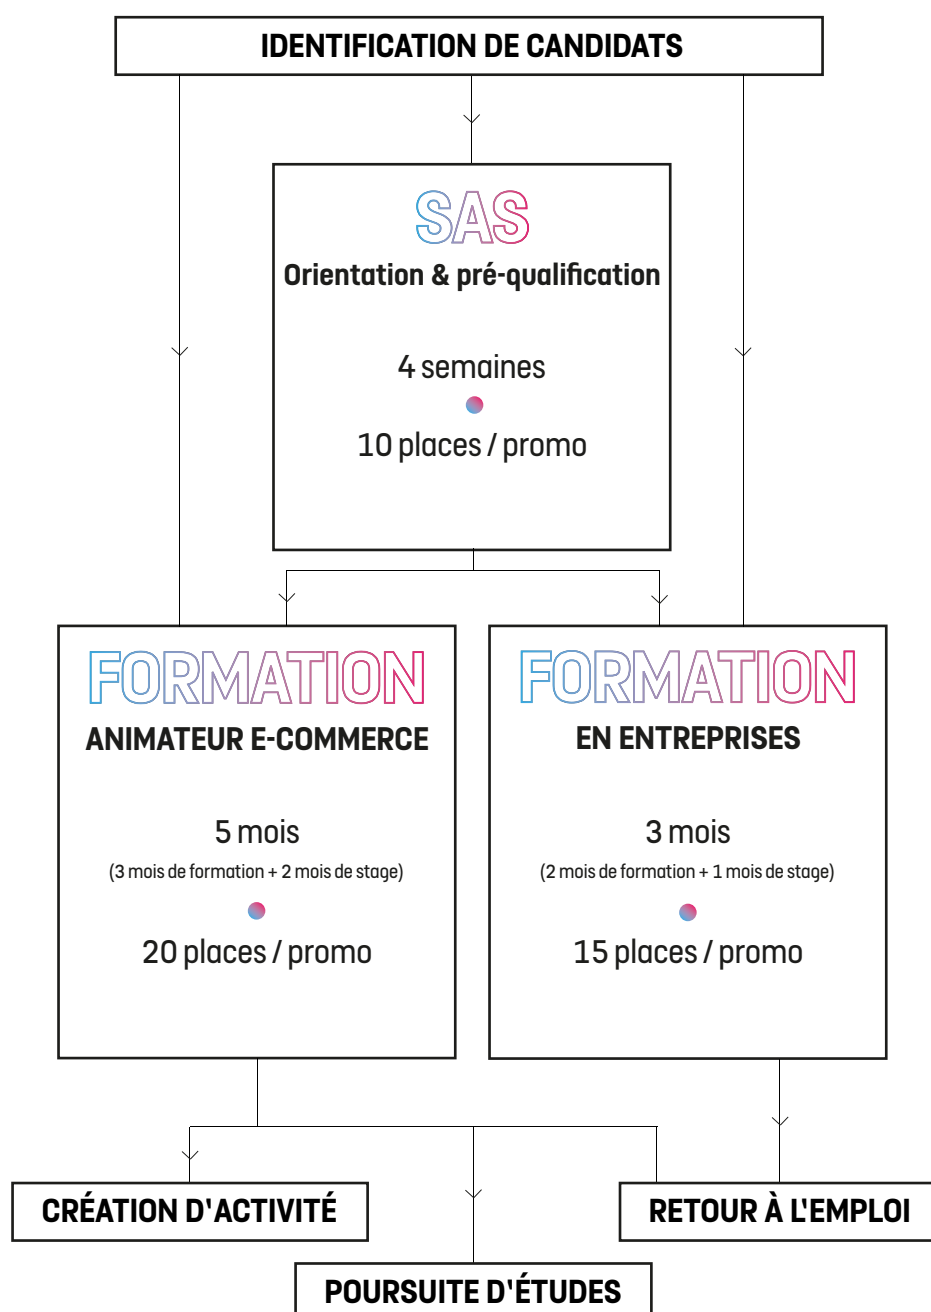 IDENTIFICATION DE CANDIDATS
SAS
Orientation & pré-qualification
4 semaines
10 places / promo
FORMATION
ANIMATEUR E-COMMERCE
5 mois
(3 mois de formation + 2 mois de stage)
20 places / promo
FORMATION
EN ENTREPRISES
3 mois
(2 mois de formation + 1 mois de stage)
15 places / promo
CRÉATION D'ACTIVITÉ
RETOUR À L'EMPLOI
POURSUITE D'ÉTUDES